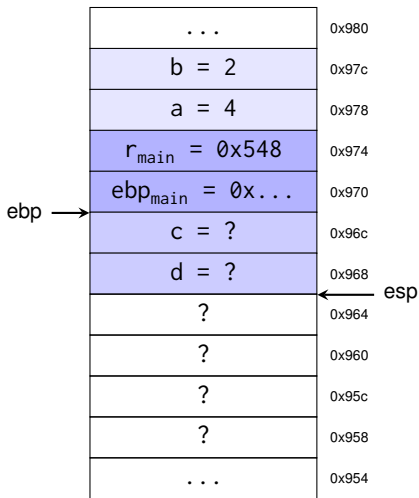 ... 0x980
b = 2 0x97c
a = 4 0x978
r_main = 0x548 0x974
ebp_main = 0x... 0x970
ebp
c = ? 0x96c
d = ? 0x968
esp
? 0x964
? 0x960
? 0x95c
? 0x958
... 0x954